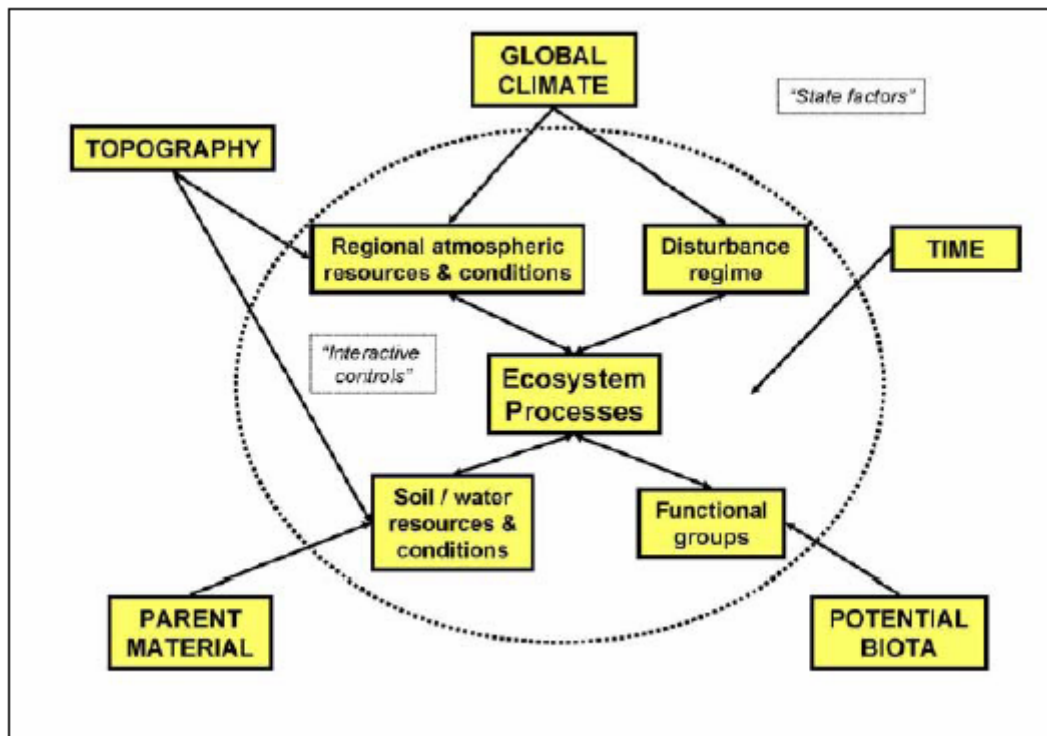 GLOBAL
CLIMATE
"State factors"
TOPOGRAPHY
Regional atmospheric
resources & conditions
Disturbance
regime
TIME
"Interactive
controls"
Ecosystem
Processes
Soil / water
resources &
conditions
Functional
groups
PARENT
MATERIAL
POTENTIAL
BIOTA